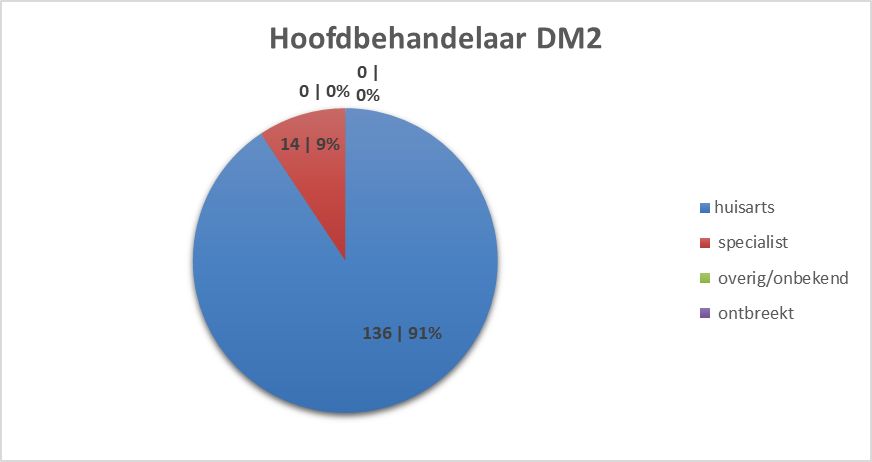 Hoofdbehandelaar DM2
0 |
0%
0 | 0%
14 | 9%
136 | 91%
huisarts
specialist
overig/onbekend
ontbreekt